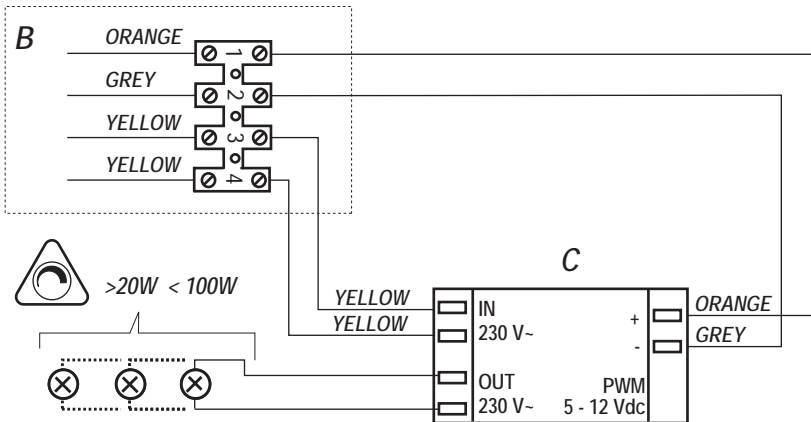 B
ORANGE
1
GREY
2
YELLOW
3
YELLOW
4
>20W < 100W
C
YELLOW
YELLOW
IN
230 V~
OUT
230 V~
+
-
PWM
5 - 12 Vdc
ORANGE
GREY